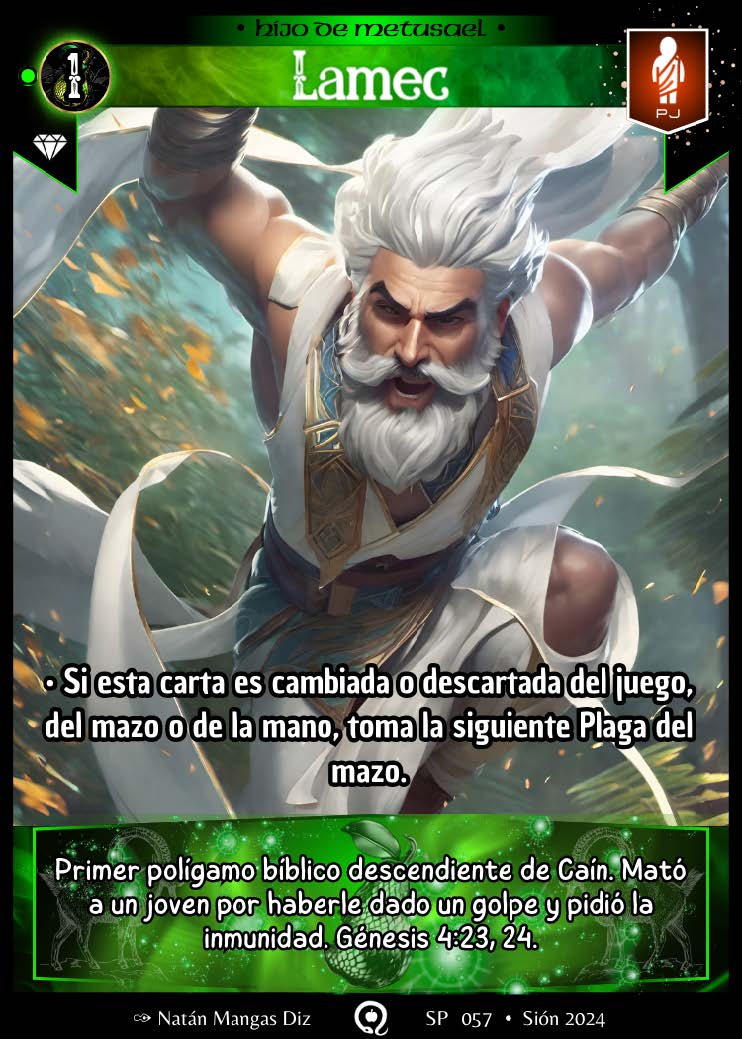 • hijo de metusael •
1
Lamec
PJ
· Si esta carta es cambiada o descartada del juego,
del mazo o de la mano, toma la siguiente Plaga del
mazo.
Primer polígamo bíblico descendiente de Caín. Mató
a un joven por haberle dado un golpe y pidió la
inmunidad. Génesis 4:23, 24.
Natán Mangas Diz SP 057 • Sión 2024